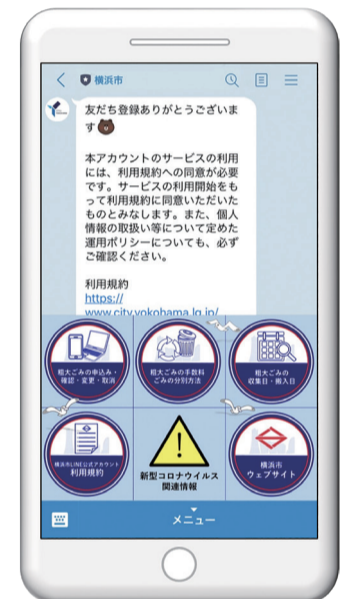 横浜市
友だち登録ありがとうございま
す
本アカウントのサービスの利用
には、利用規約への同意が必要
です。サービスの利用開始をも
って利用規約に同意いただいた
ものとみなします。また、個人
情報の取扱い等について定めた
運用ポリシーについても、必ず
ご確認ください。
利用規約
https://
www.city.yokohama.lg.jp/
粗大ごみの申込み・
確認・変更・取消
粗大ごみの手数料
ごみの分別方法
粗大ごみの
収集日・搬入日
横浜市LINE公式アカウント
利用規約
新型コロナウイルス
関連情報
横浜市
ウェブサイト
メニュー